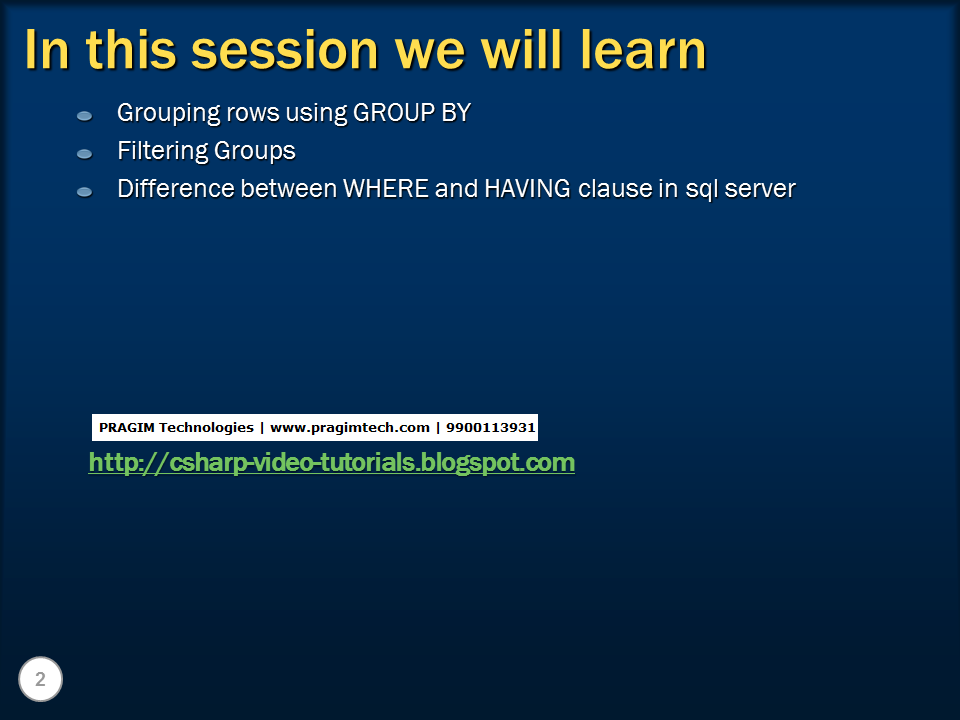 In this session we will learn
Grouping rows using GROUP BY
Filtering Groups
Difference between WHERE and HAVING clause in sql server
PRAGIM Technologies | www.pragimtech.com | 9900113931
http://csharp-video-tutorials.blogspot.com
2